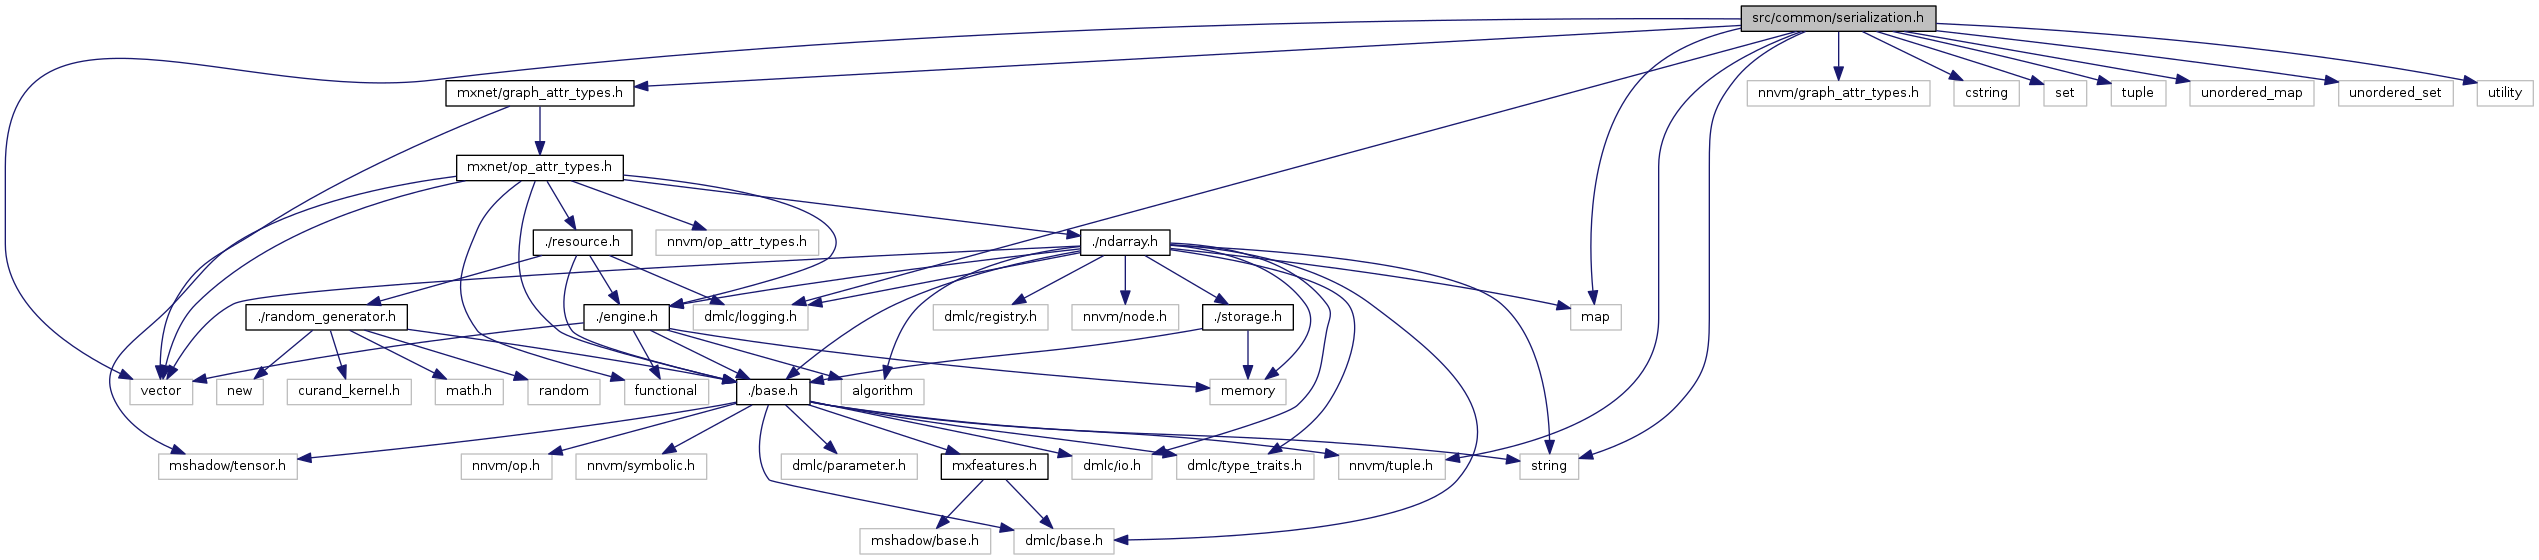 src/common/serialization.h
mxnet/graph_attr_types.h
nnvm/graph_attr_types.h
cstring
set
tuple
unordered_map
unordered_set
utility
mxnet/op_attr_types.h
./resource.h
nnvm/op_attr_types.h
./ndarray.h
./random_generator.h
./engine.h
dmlc/logging.h
dmlc/registry.h
nnvm/node.h
./storage.h
map
vector
new
curand_kernel.h
math.h
random
functional
./base.h
algorithm
memory
mshadow/tensor.h
nnvm/op.h
nnvm/symbolic.h
dmlc/parameter.h
mxfeatures.h
dmlc/io.h
dmlc/type_traits.h
nnvm/tuple.h
string
mshadow/base.h
dmlc/base.h